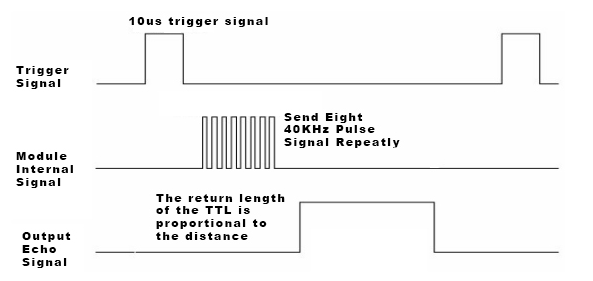 10us trigger signal
Trigger
Signal
Send Eight
40KHz Pulse
Signal Repeatly
Module
Internal
Signal
The return length
of the TTL is
proportional to
the distance
Output
Echo
Signal